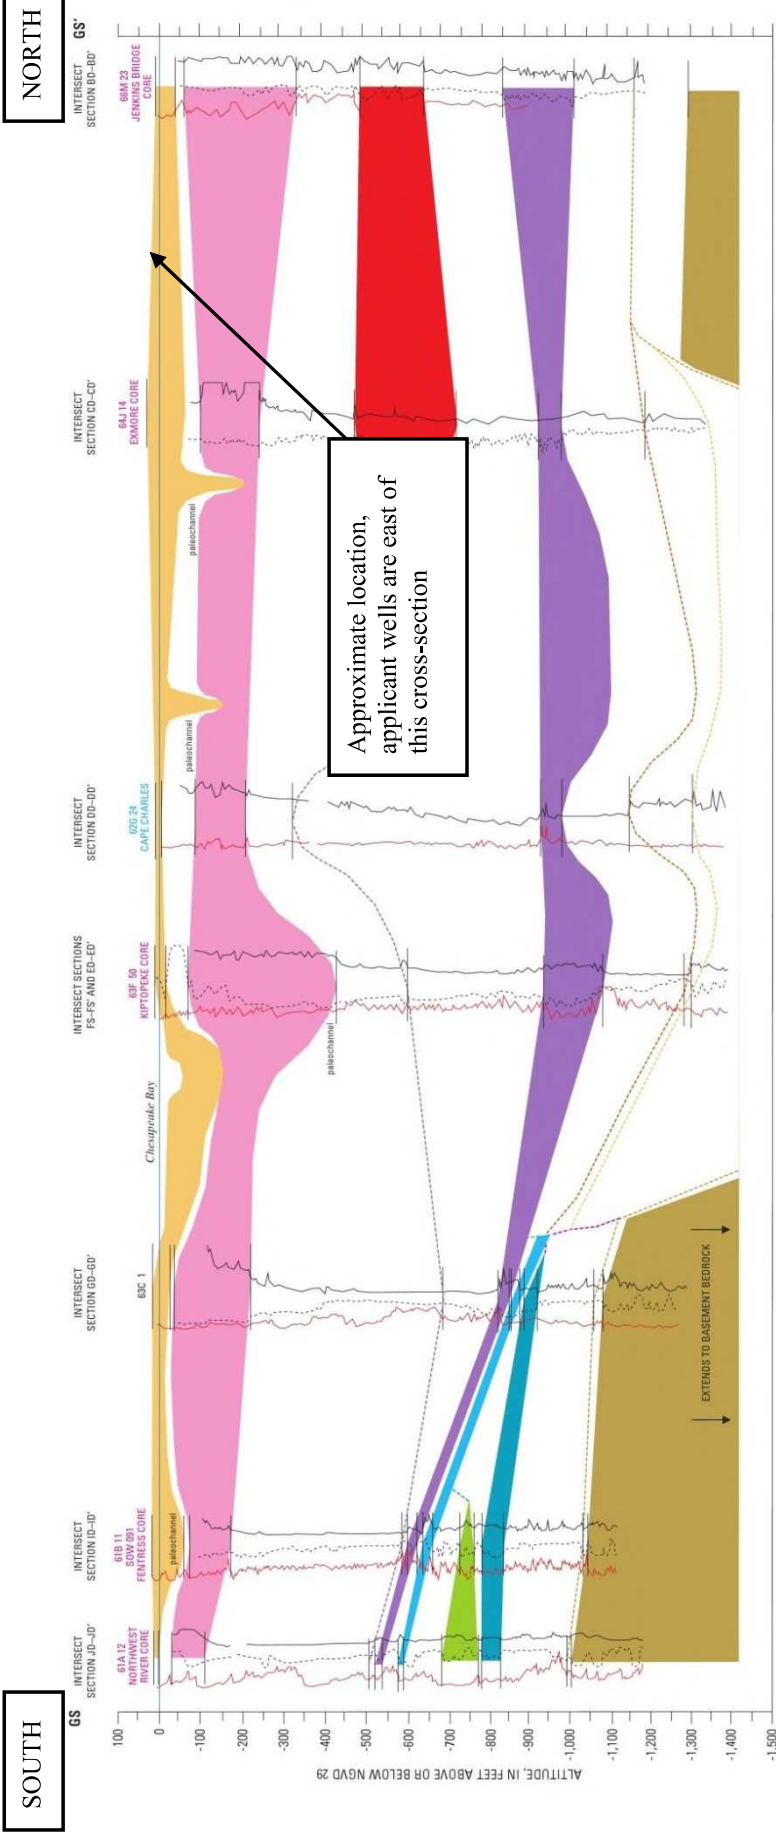 SOUTH
NORTH
GS
GS'
INTERSECT
SECTION JD–JD'
61A 12
NORTHWEST
RIVER CORE
INTERSECT
SECTION ID–ID'
61B 11
SOW 091
FENTRESS CORE
INTERSECT
SECTION GD–GD'
63C 1
INTERSECT SECTIONS
FS–FS' AND ED–ED'
63F 50
KIPTOPEKE CORE
INTERSECT
SECTION DD–DD'
62G 24
CAPE CHARLES
INTERSECT
SECTION CD–CD'
64J 14
EXMORE CORE
INTERSECT
SECTION BD–BD'
66M 23
JENKINS BRIDGE
CORE
Chesapeake Bay
paleochannel
paleochannel
paleochannel
paleochannel
Approximate location,
applicant wells are east of
this cross-section
EXTENDS TO BASEMENT BEDROCK
ALTITUDE, IN FEET ABOVE OR BELOW NGVD 29
100
0
-100
-200
-300
-400
-500
-600
-700
-800
-900
-1,000
-1,100
-1,200
-1,300
-1,400
-1,500